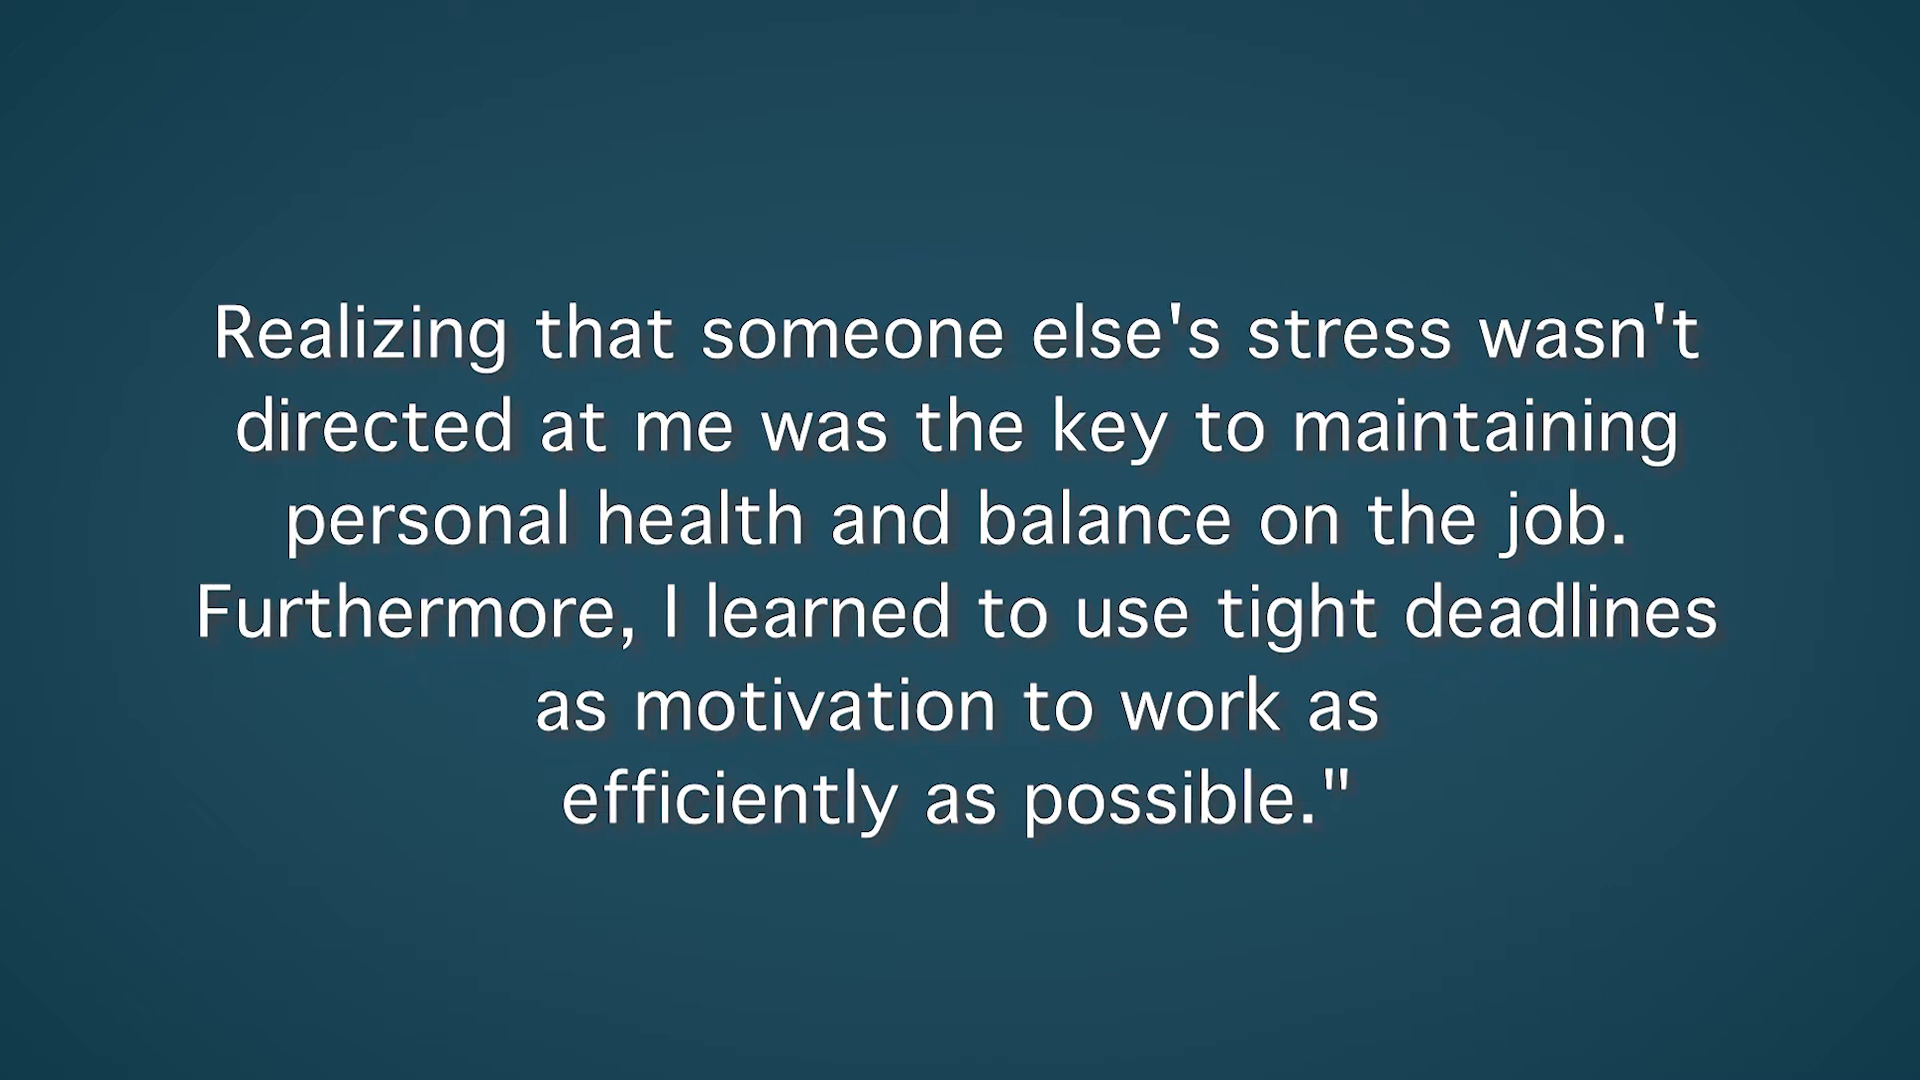 Realizing that someone else's stress wasn't
directed at me was the key to maintaining
personal health and balance on the job.
Furthermore, I learned to use tight deadlines
as motivation to work as
efficiently as possible."